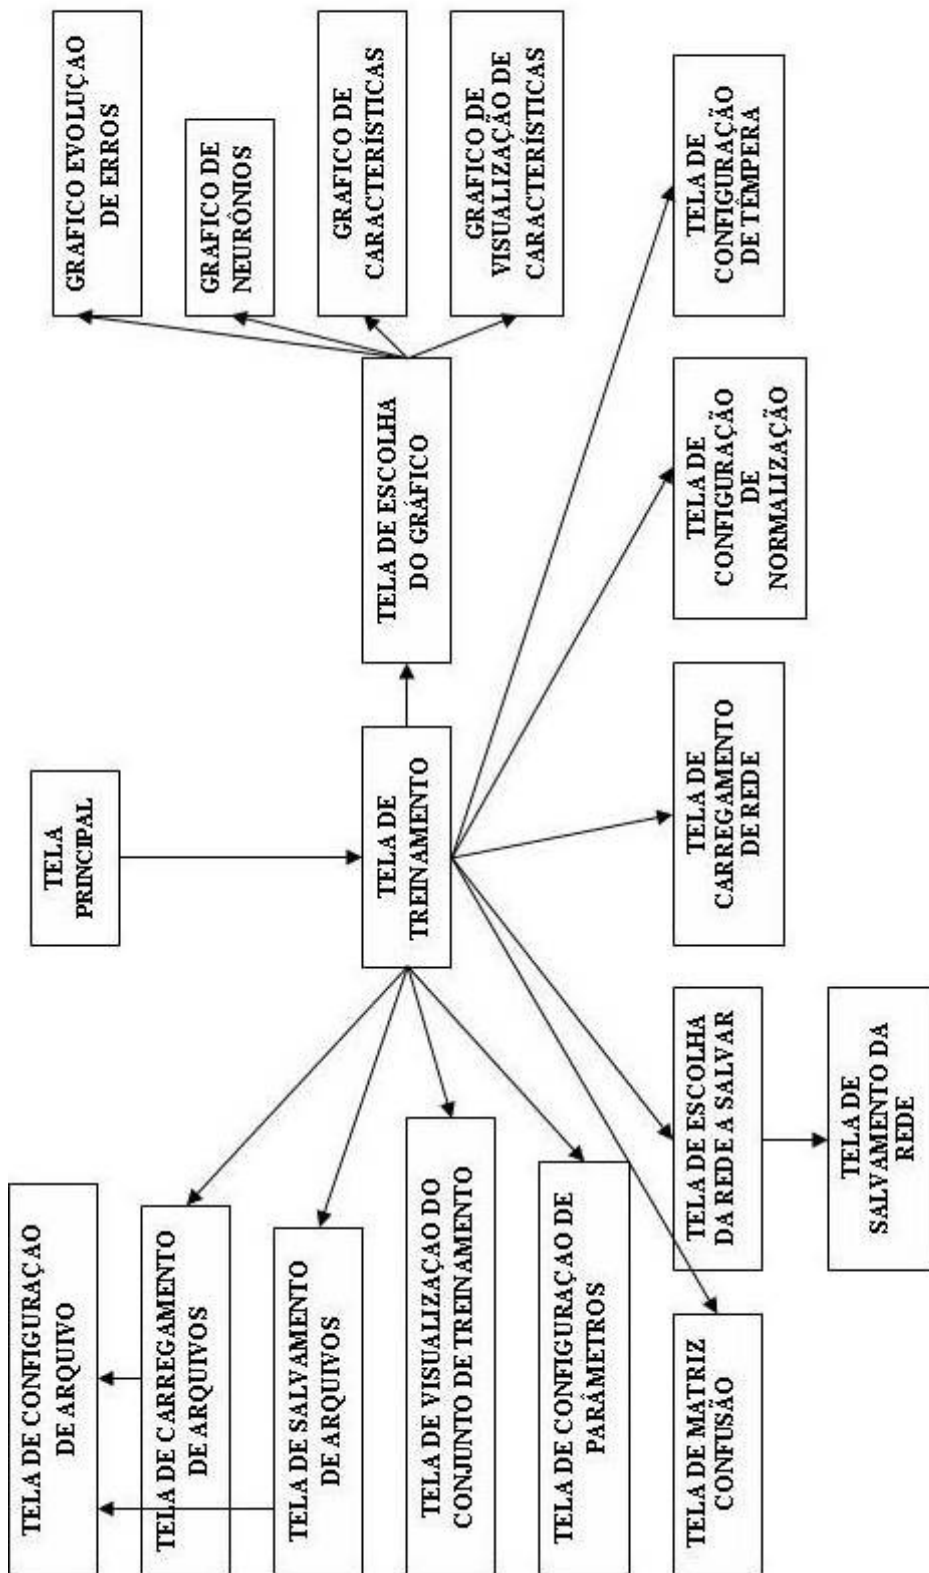 TELA
PRINCIPAL
TELA DE CONFIGURAÇAO
DE ARQUIVO
TELA DE CARREGAMENTO
DE ARQUIVOS
TELA DE SALVAMENTO
DE ARQUIVOS
TELA DE VISUALIZAÇAO DO
CONJUNTO DE TREINAMENTO
TELA DE CONFIGURAÇAO DE
PARÂMETROS
TELA DE
TREINAMENTO
TELA DE ESCOLHA
DO GRÁFICO
GRAFICO EVOLUÇAO
DE ERROS
GRAFICO DE
NEURÔNIOS
GRAFICO DE
CARACTERÍSTICAS
GRAFICO DE
VISUALIZAÇÃO DE
CARACTERÍSTICAS
TELA DE MATRIZ
CONFUSÃO
TELA DE ESCOLHA
DA REDE A SALVAR
TELA DE
SALVAMENTO DA
REDE
TELA DE
CARREGAMENTO
DE REDE
TELA DE
CONFIGURAÇÃO
DE
NORMALIZAÇÃO
TELA DE
CONFIGURAÇÃO
DE TÊMPERA